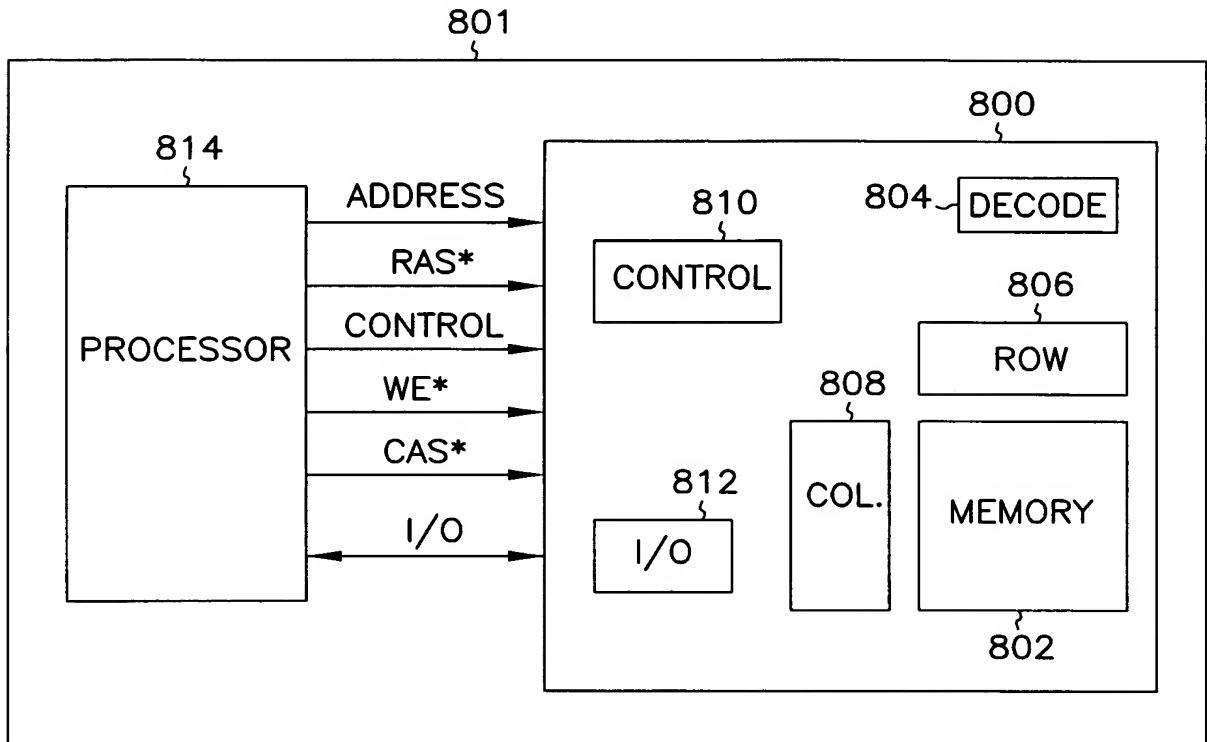 801
800
814
ADDRESS
804
DECODE
810
RAS*
CONTROL
806
CONTROL
PROCESSOR
ROW
808
WE*
CAS*
812
COL.
MEMORY
I/O
I/O
802